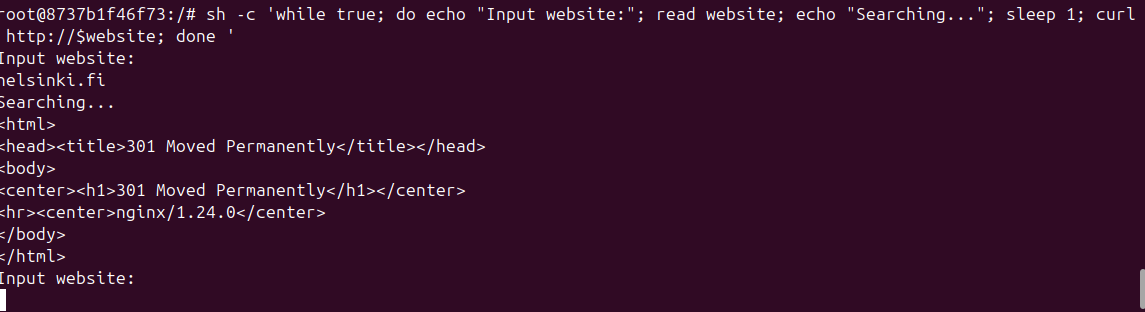 root@8737b1f46f73:/# sh -c 'while true; do echo "Input website:"; read website; echo "Searching..."; sleep 1; curl
http://$website; done '
Input website:
helsinki.fi
Searching...
<html>
<head><title>301 Moved Permanently</title></head>
<body>
<center><h1>301 Moved Permanently</h1></center>
<hr><center>nginx/1.24.0</center>
</body>
</html>
Input website: